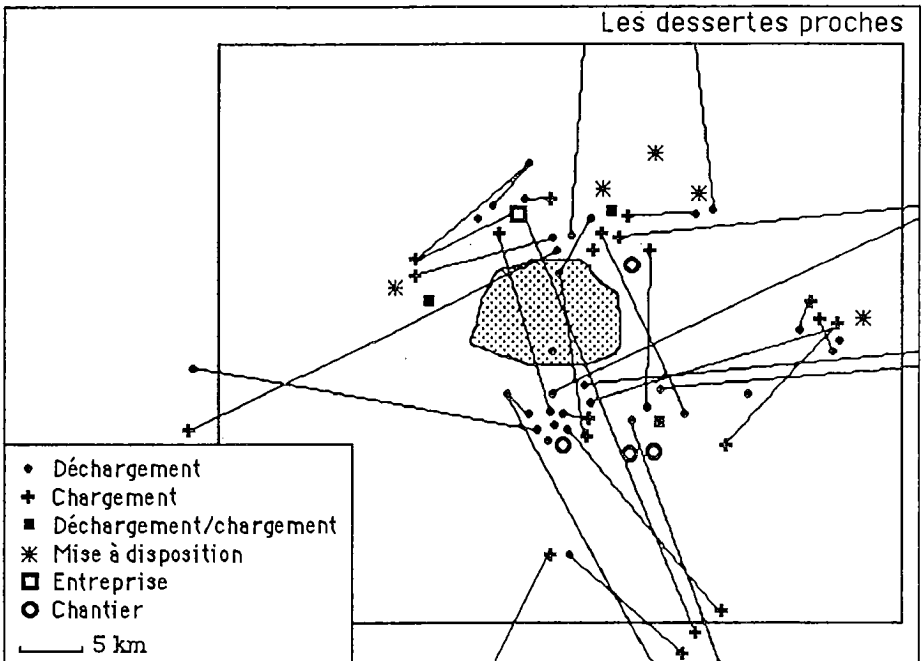 Les dessertes proches
Déchargement
Chargement
Déchargement/chargement
Mise à disposition
Entreprise
Chantier
5 km